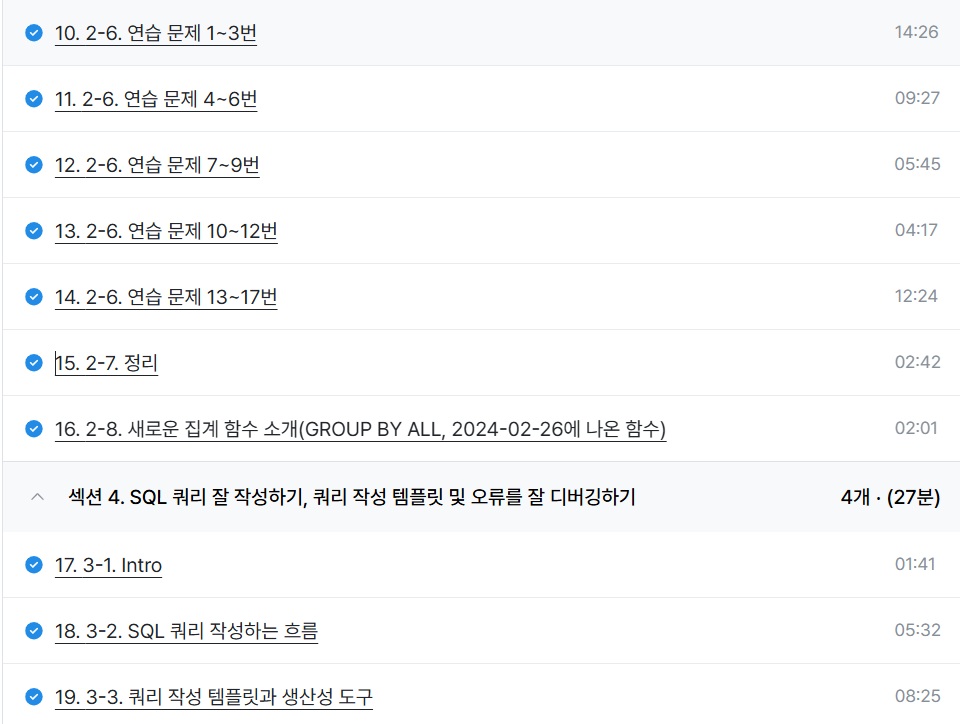 10. 2-6. 연습 문제 1~3번 14:26
11. 2-6. 연습 문제 4~6번 09:27
12. 2-6. 연습 문제 7~9번 05:45
13. 2-6. 연습 문제 10~12번 04:17
14. 2-6. 연습 문제 13~17번 12:24
15. 2-7. 정리 02:42
16. 2-8. 새로운 집계 함수 소개(GROUP BY ALL, 2024-02-26에 나온 함수) 02:01
섹션 4. SQL 쿼리 잘 작성하기, 쿼리 작성 템플릿 및 오류를 잘 디버깅하기 4개 ∙ (27분)
17. 3-1. Intro 01:41
18. 3-2. SQL 쿼리 작성하는 흐름 05:32
19. 3-3. 쿼리 작성 템플릿과 생산성 도구 08:25